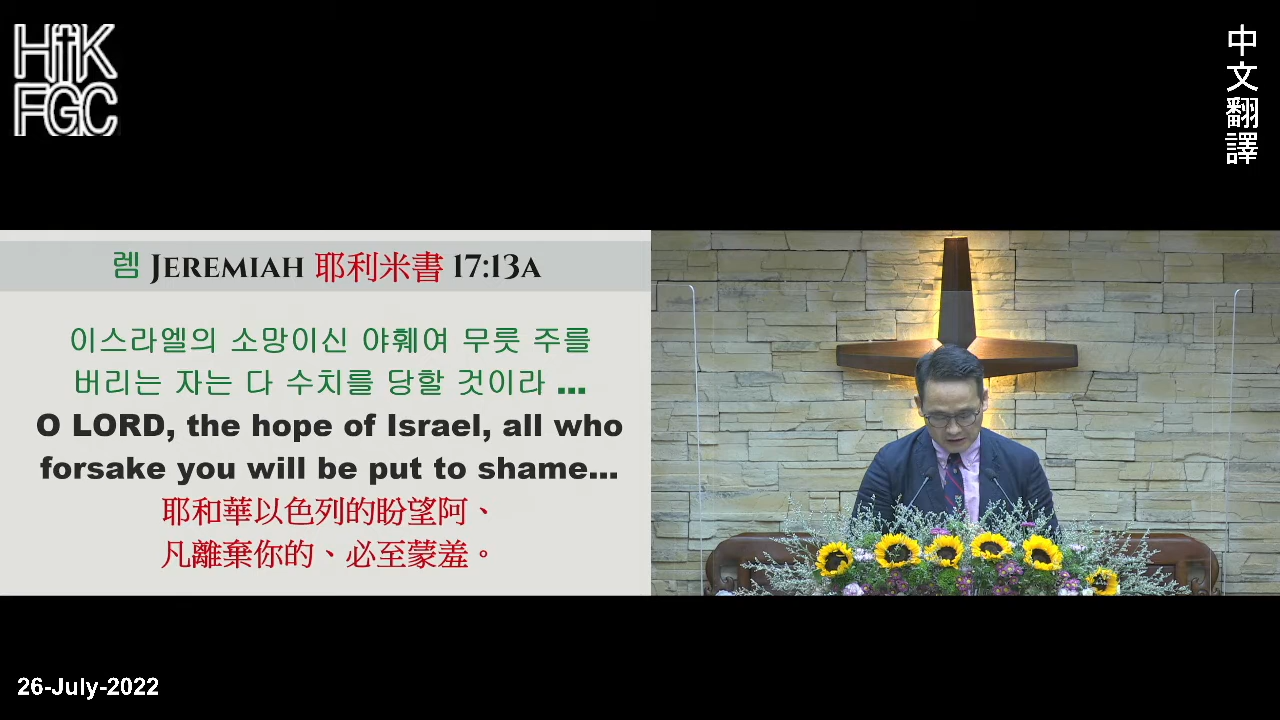 HKFGC
中文翻譯
렘 JEREMIAH 耶利米書 17:13A
이스라엘의 소망이신 야훼여 무릇 주를
버리는 자는 다 수치를 당할 것이라 ...
O LORD, the hope of Israel, all who
forsake you will be put to shame...
耶和華以色列的盼望阿、
凡離棄你的、必至蒙羞。
26-July-2022